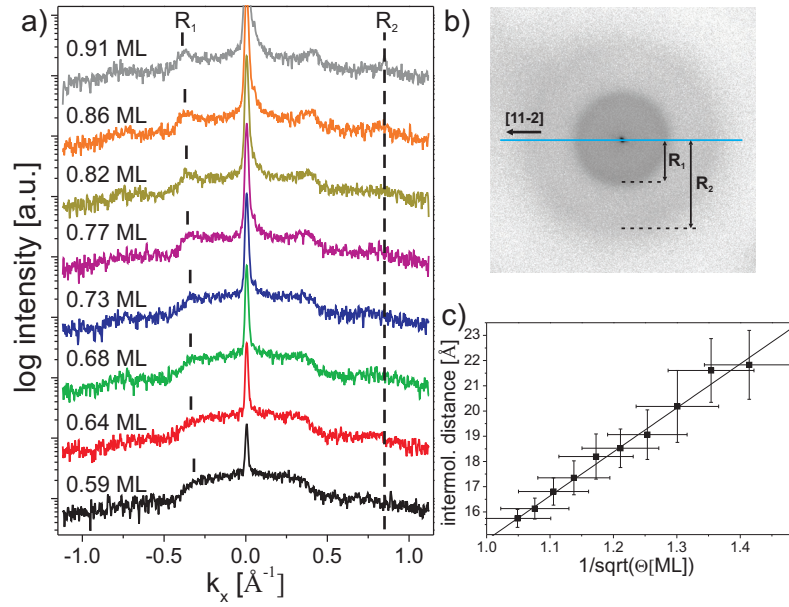 a)
R₁
R₂
0.91 ML
0.86 ML
0.82 ML
0.77 ML
0.73 ML
0.68 ML
0.64 ML
0.59 ML
log intensity [a.u.]
-1.0
-0.5
0.0
0.5
1.0
kₓ [Å⁻¹]
b)
[11-2]
R₁
R₂
c)
23
22
21
20
19
18
17
16
intermol. distance [Å]
1.0
1.1
1.2
1.3
1.4
1/sqrt(Θ[ML])